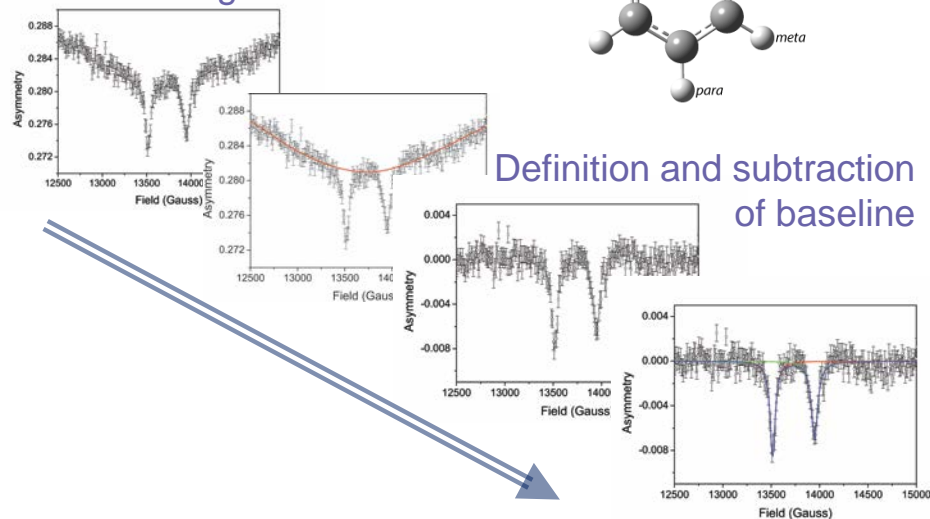 0.288
0.284
0.280
0.276
0.272
Asymmetry
12500 13000 13500 14000
Field (Gauss)
meta
para
0.288
0.284
0.280
0.276
0.272
Asymmetry
12500 13000 13500
Field (Gaus
Definition and subtraction
of baseline
0.004
0.000
-0.004
-0.008
Asymmetry
12500 13000 13500 1400
Field (Gauss
0.004
0.000
-0.004
-0.008
Asymmetry
12500 13000 13500 14000 14500 15000
Field (Gauss)